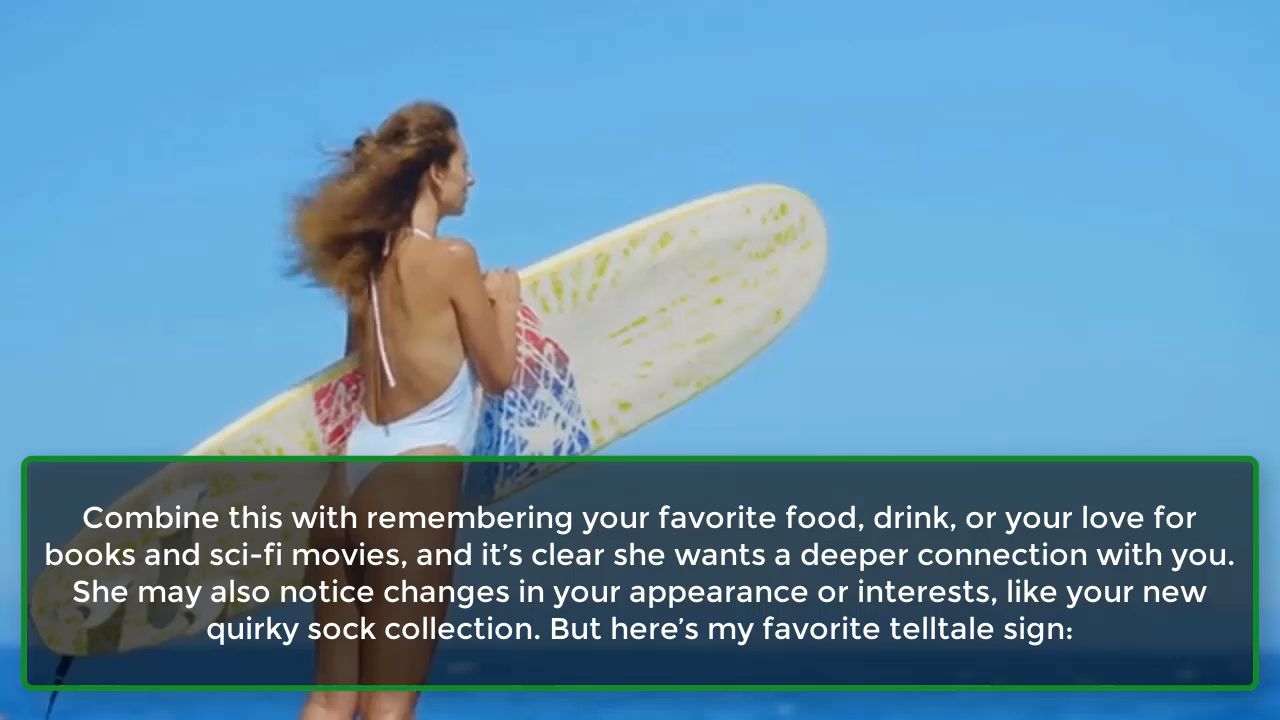 Combine this with remembering your favorite food, drink, or your love for
books and sci-fi movies, and it’s clear she wants a deeper connection with you.
She may also notice changes in your appearance or interests, like your new
quirky sock collection. But here’s my favorite telltale sign: